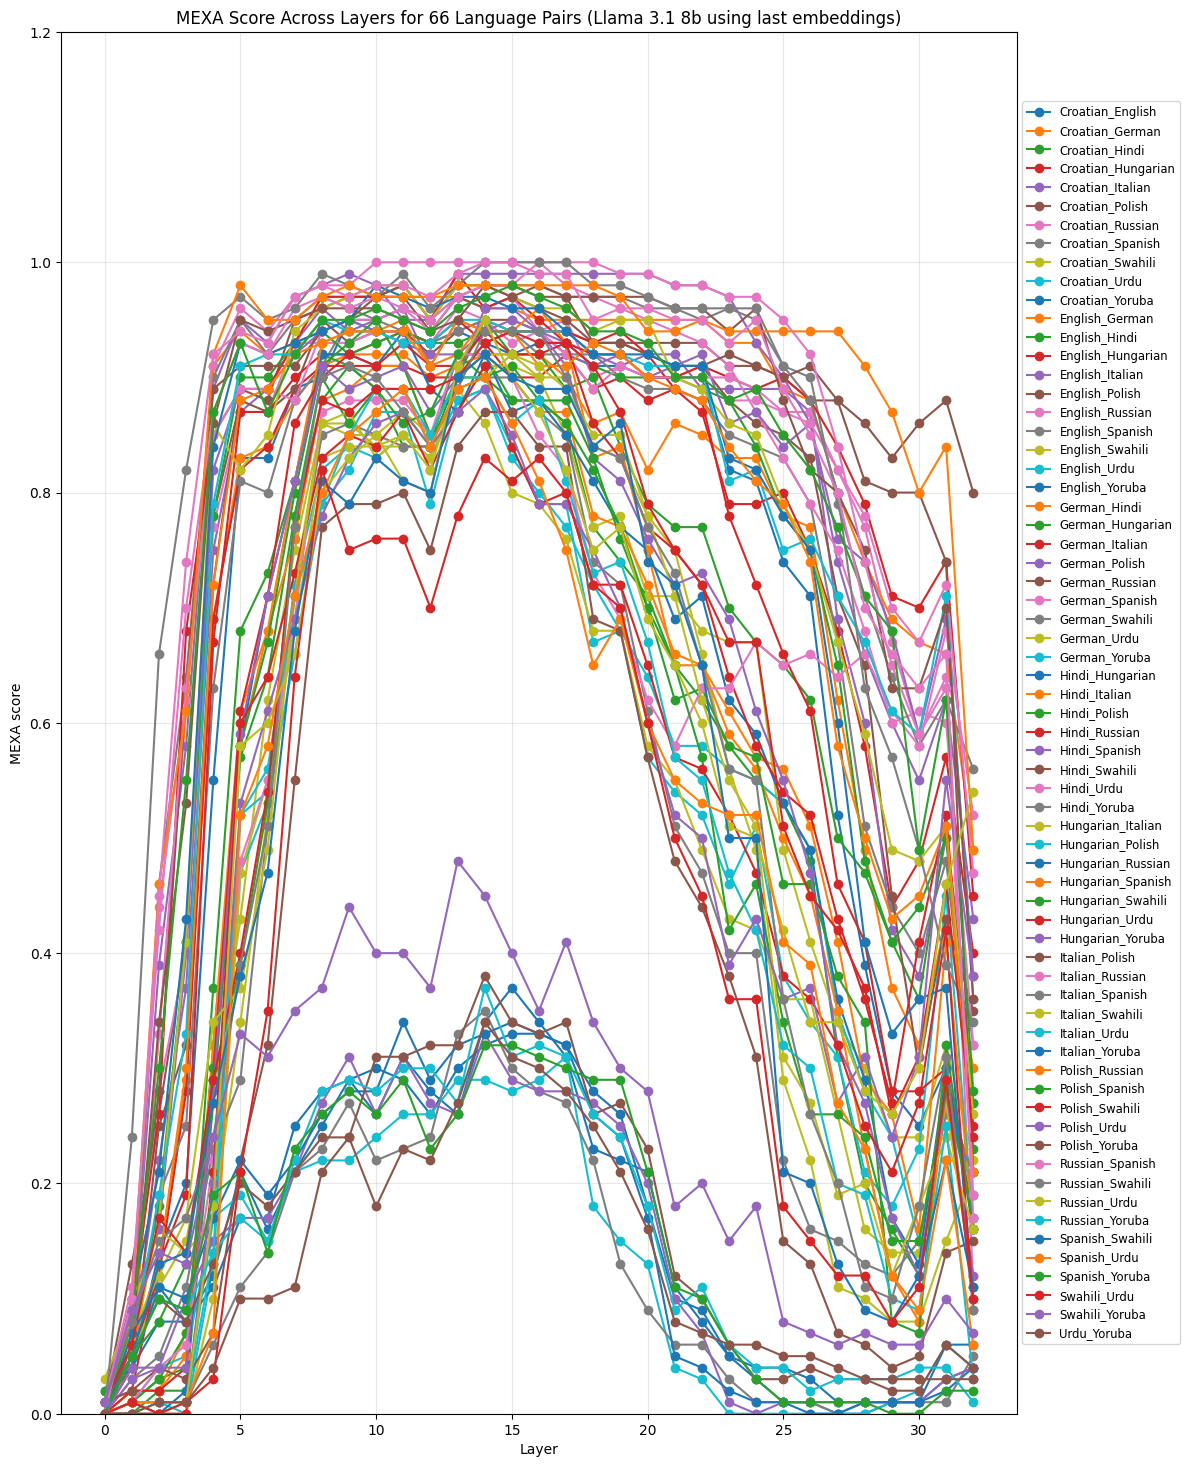 MEXA Score Across Layers for 66 Language Pairs (Llama 3.1 8b using last embeddings)
1.2
1.0
0.8
0.6
0.4
0.2
0.0
MEXA score
0 5 10 15 20 25 30
Layer
Croatian_English
Croatian_German
Croatian_Hindi
Croatian_Hungarian
Croatian_Italian
Croatian_Polish
Croatian_Russian
Croatian_Spanish
Croatian_Swahili
Croatian_Urdu
Croatian_Yoruba
English_German
English_Hindi
English_Hungarian
English_Italian
English_Polish
English_Russian
English_Spanish
English_Swahili
English_Urdu
English_Yoruba
German_Hindi
German_Hungarian
German_Italian
German_Polish
German_Russian
German_Spanish
German_Swahili
German_Urdu
German_Yoruba
Hindi_Hungarian
Hindi_Italian
Hindi_Polish
Hindi_Russian
Hindi_Spanish
Hindi_Swahili
Hindi_Urdu
Hindi_Yoruba
Hungarian_Italian
Hungarian_Polish
Hungarian_Russian
Hungarian_Spanish
Hungarian_Swahili
Hungarian_Urdu
Hungarian_Yoruba
Italian_Polish
Italian_Russian
Italian_Spanish
Italian_Swahili
Italian_Urdu
Italian_Yoruba
Polish_Russian
Polish_Spanish
Polish_Swahili
Polish_Urdu
Polish_Yoruba
Russian_Spanish
Russian_Swahili
Russian_Urdu
Russian_Yoruba
Spanish_Swahili
Spanish_Urdu
Spanish_Yoruba
Swahili_Urdu
Swahili_Yoruba
Urdu_Yoruba